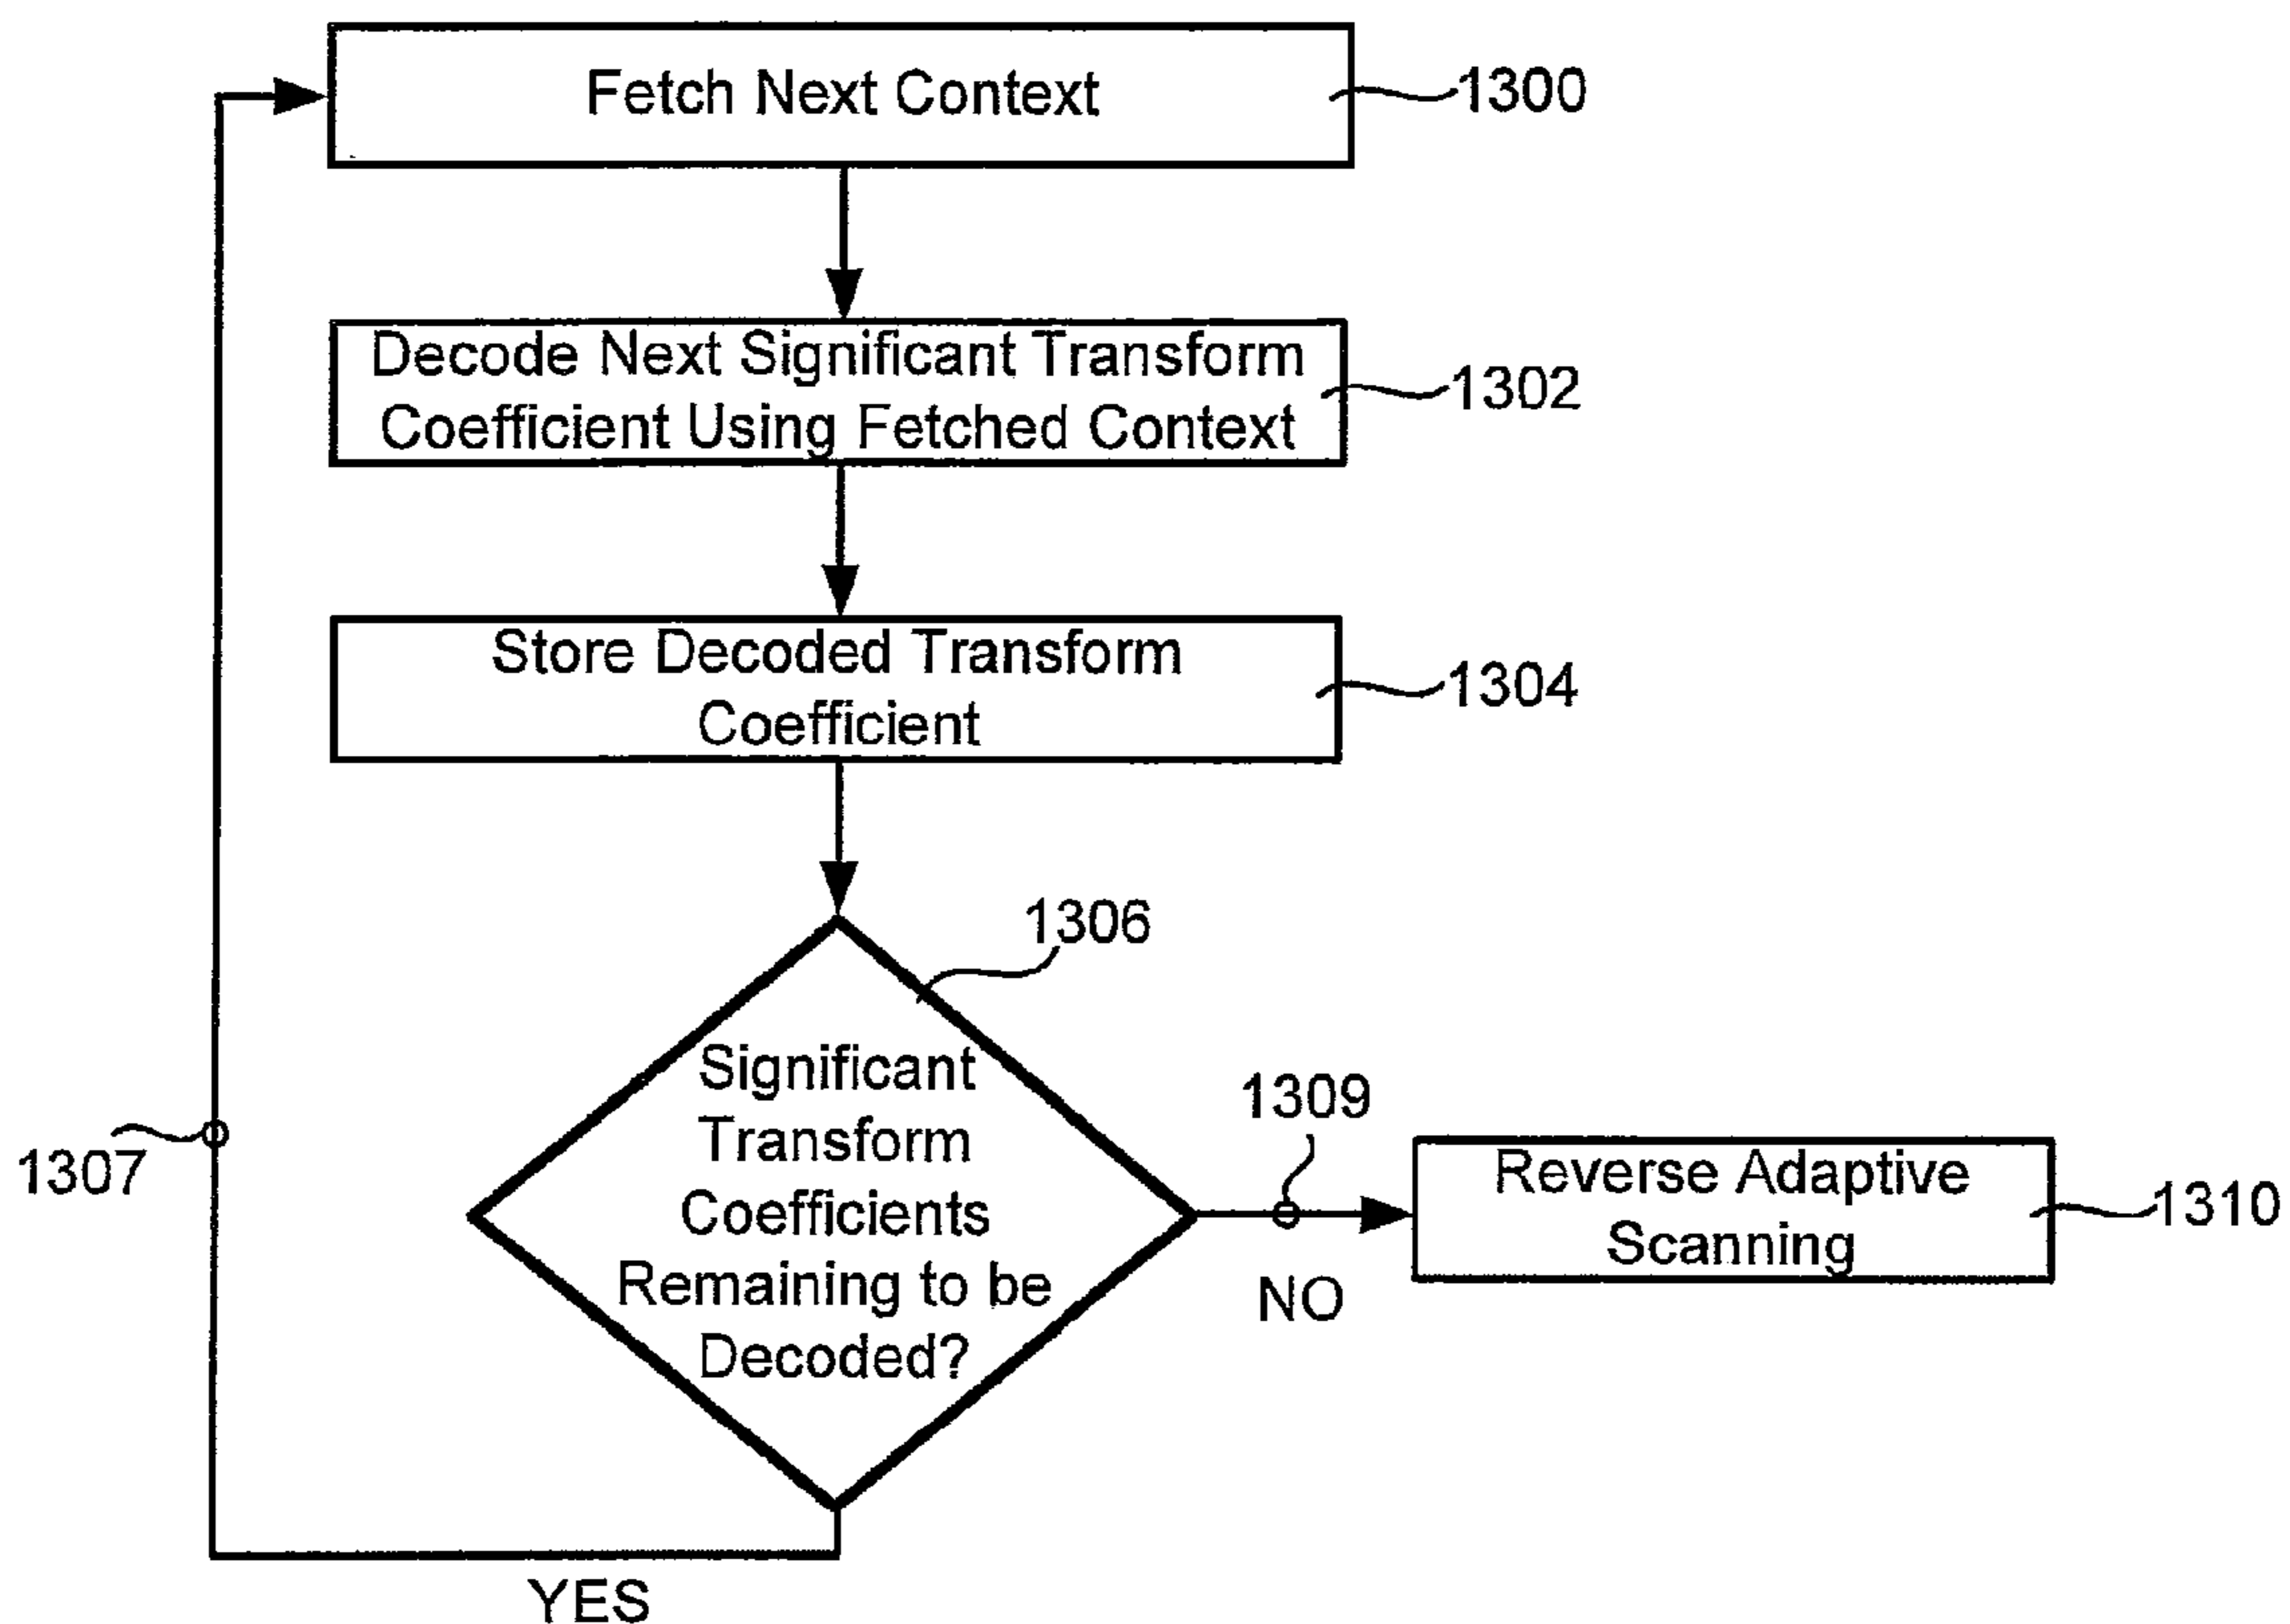 Fetch Next Context
1300
Decode Next Significant Transform
Coefficient Using Fetched Context
1302
Store Decoded Transform
Coefficient
1304
1306
Significant
Transform
Coefficients
Remaining to be
Decoded?
1307
1309
NO
Reverse Adaptive
Scanning
1310
YES